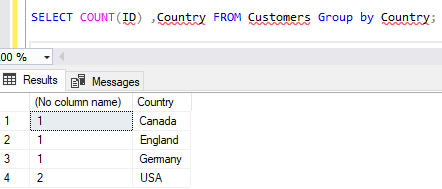 SELECT COUNT(ID) ,Country FROM Customers Group by Country;
00 %
Results Messages
(No column name) Country
1 1 Canada
2 1 England
3 1 Germany
4 2 USA